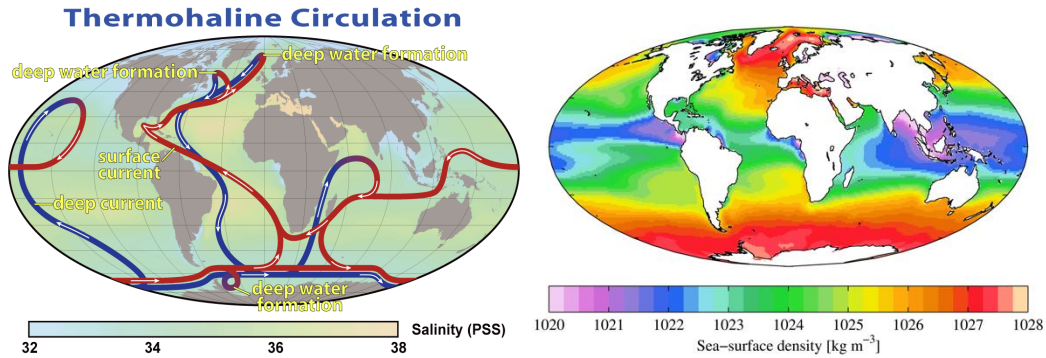 Thermohaline Circulation
deep water formation
deep water formation
surface
current
deep current
deep water
formation
Salinity (PSS)
32 34 36 38
1020 1021 1022 1023 1024 1025 1026 1027 1028
Sea−surface density [kg m⁻³]